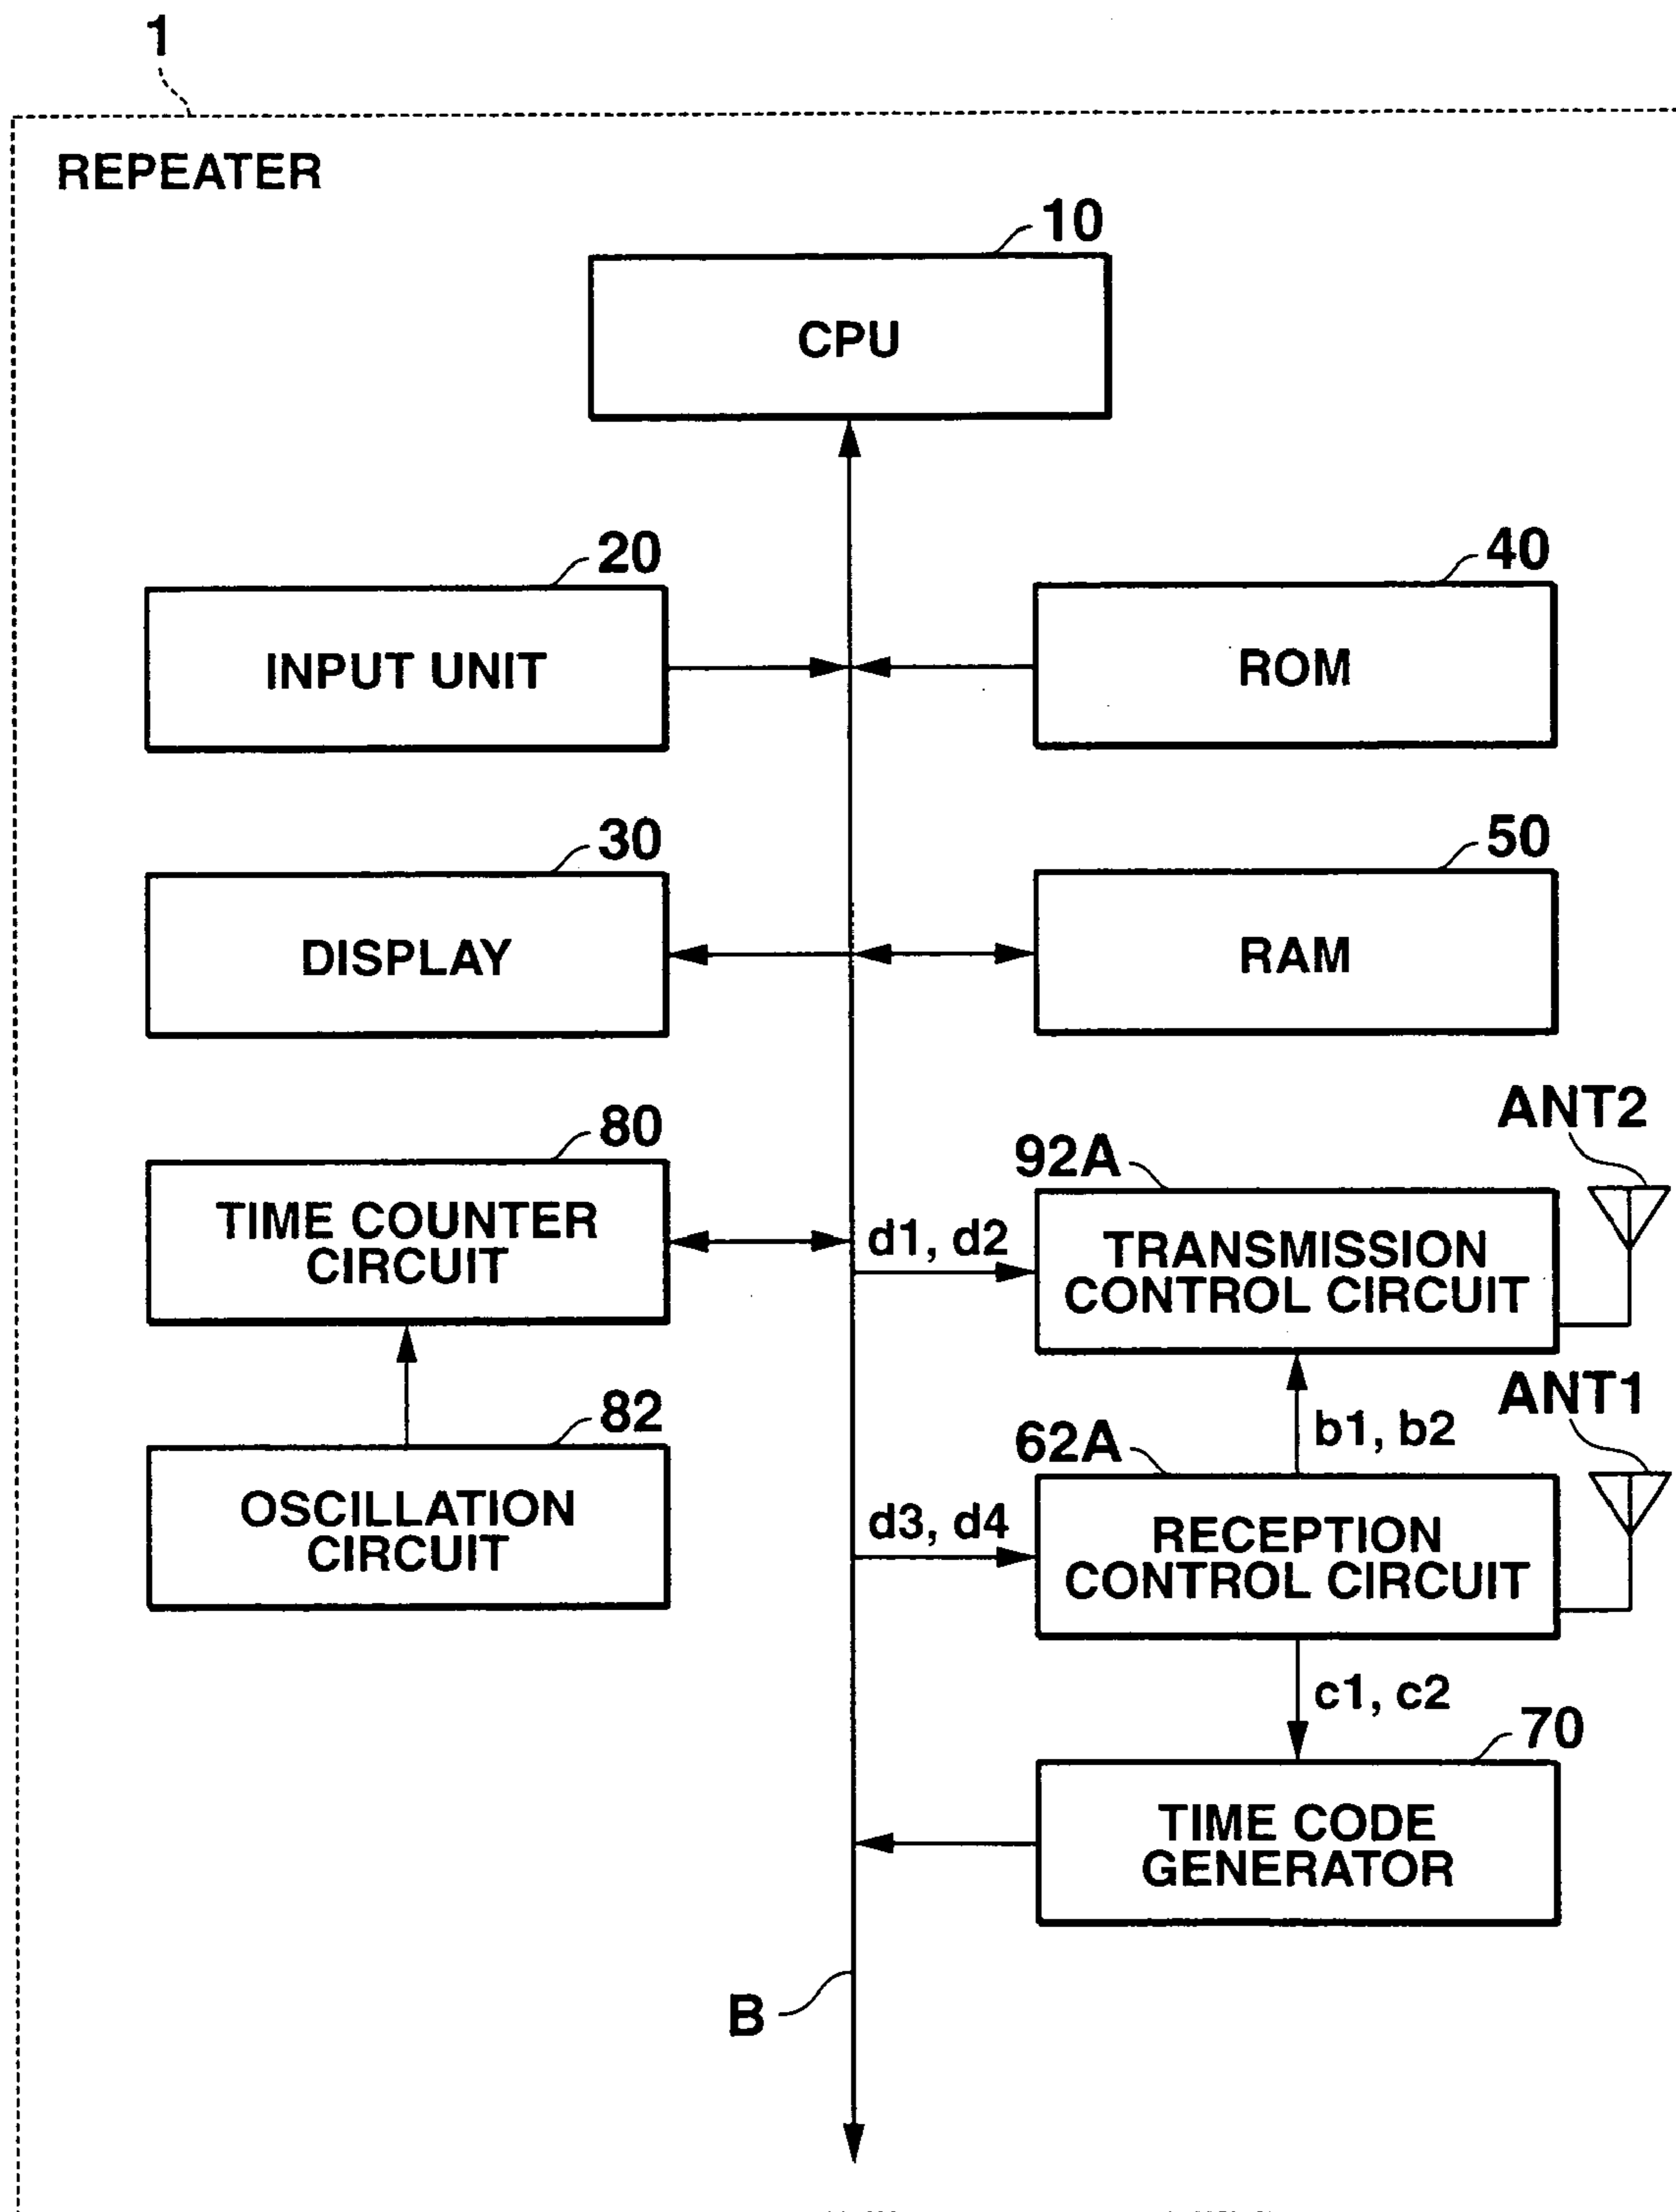 1
REPEATER
10
CPU
20
INPUT UNIT
40
ROM
30
DISPLAY
50
RAM
80
TIME COUNTER
CIRCUIT
d1, d2
92A
TRANSMISSION
CONTROL CIRCUIT
ANT2
82
OSCILLATION
CIRCUIT
b1, b2
ANT1
62A
d3, d4
RECEPTION
CONTROL CIRCUIT
c1, c2
70
TIME CODE
GENERATOR
B